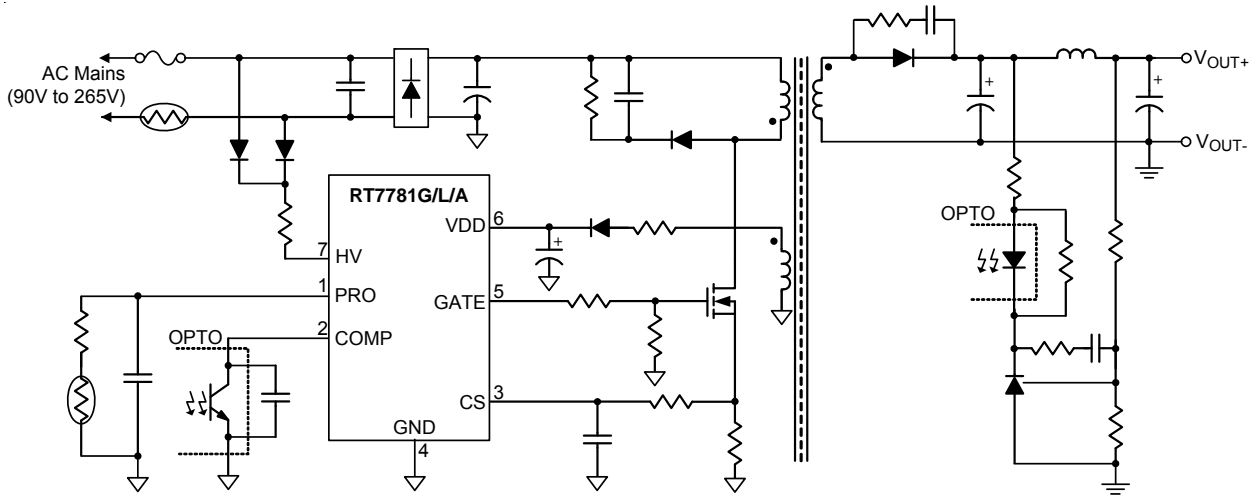 AC Mains
(90V to 265V)
VOUT+
VOUT-
RT7781G/L/A
VDD
6
7
HV
1
PRO
GATE
5
2
COMP
OPTO
CS
3
GND
4
OPTO
+
+
+